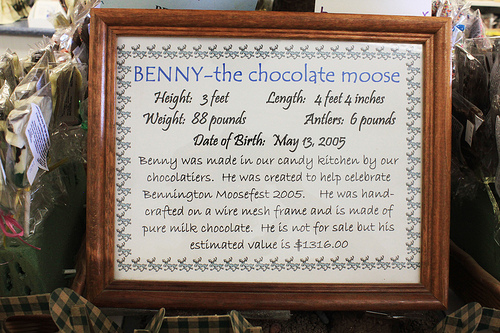 BENNY-the chocolate moose
Height: 3 feet Length: 4 feet 4 inches
Weight: 88 pounds Antlers: 6 pounds
Date of Birth: May 13, 2005
Benny was made in our candy kitchen by our
chocolatiers. He was created to help celebrate
Bennington Moosefest 2005. He was hand-
crafted on a wire mesh frame and is made of
pure milk chocolate. He is not for sale but his
estimated value is $1316.00